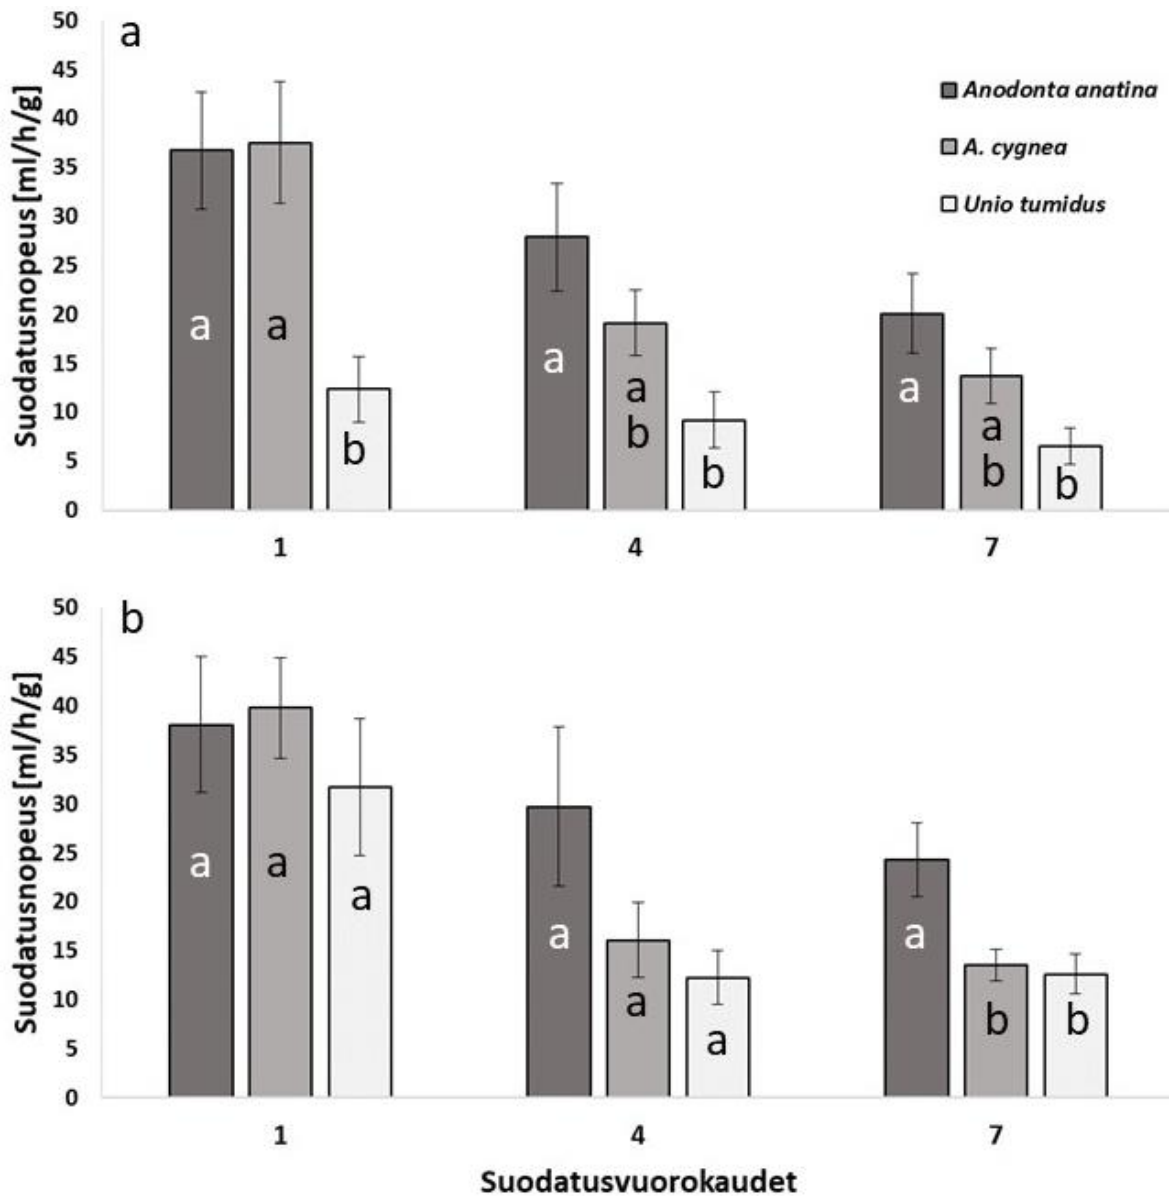 a
50
45
40
35
30
25
20
15
10
5
0
Suodatusnopeus [ml/h/g]
Anodonta anatina
A. cygnea
Unio tumidus
a
a
b
a
a
b
b
a
a
b
b
1
4
7
b
50
45
40
35
30
25
20
15
10
5
0
Suodatusnopeus [ml/h/g]
a
a
a
a
a
a
a
b
b
1
4
7
Suodatusvuorokaudet